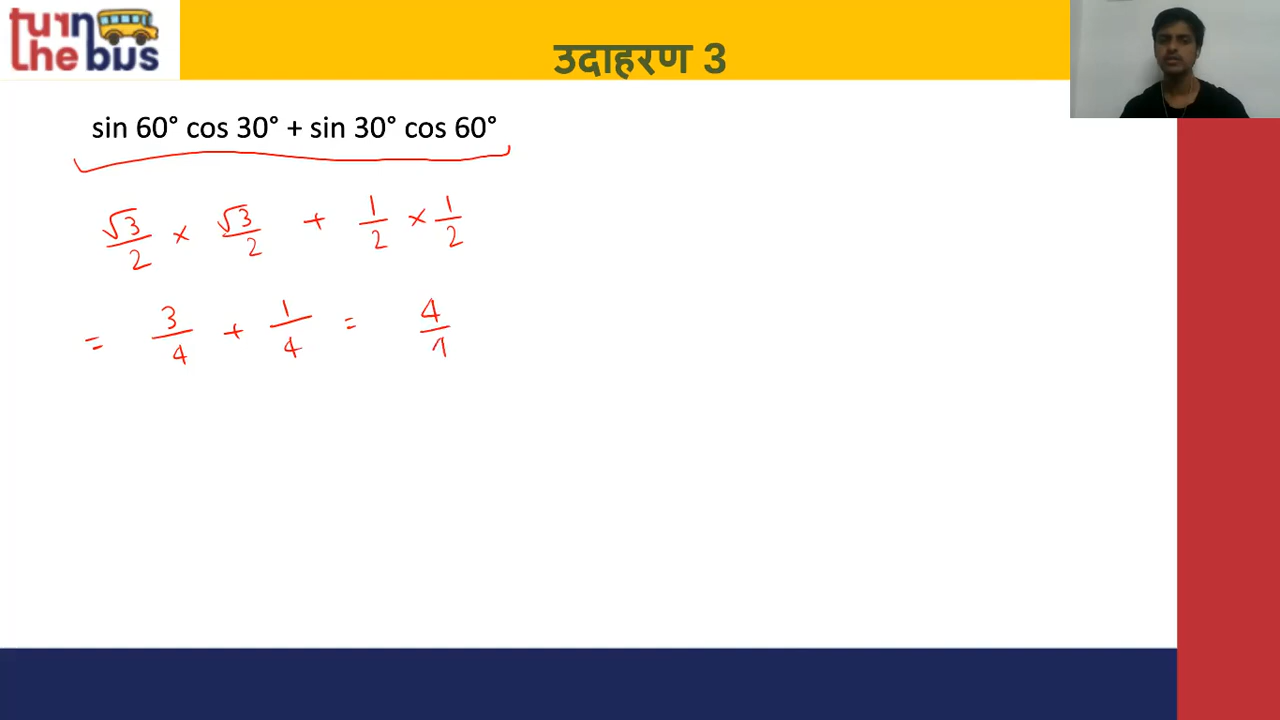 turn
the bus
उदाहरण 3
sin 60° cos 30° + sin 30° cos 60°
√3/2 × √3/2 + 1/2 × 1/2
= 3/4 + 1/4 = 4/4